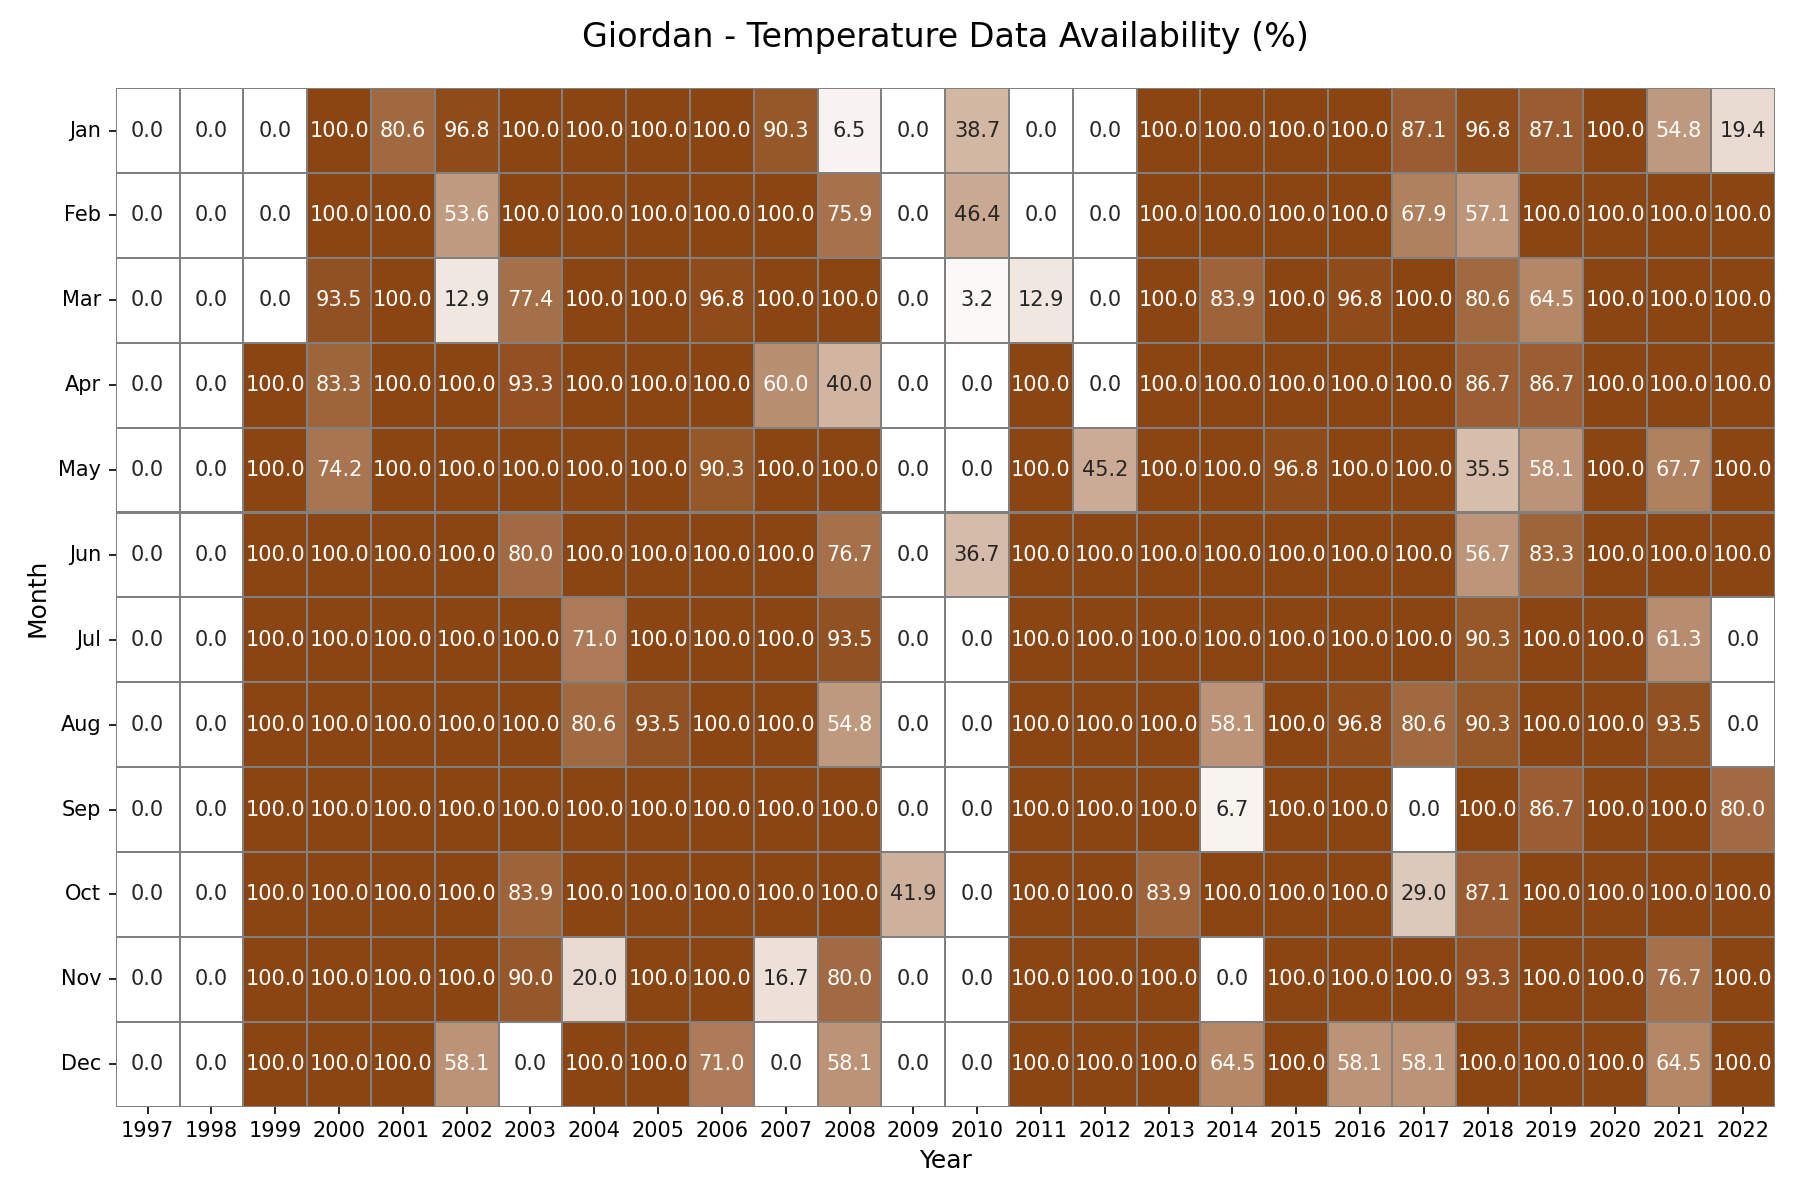 Giordan - Temperature Data Availability (%)
Jan 0.0 0.0 0.0 100.0 80.6 96.8 100.0 100.0 100.0 100.0 90.3 6.5 0.0 38.7 0.0 0.0 100.0 100.0 100.0 100.0 87.1 96.8 87.1 100.0 54.8 19.4
Feb 0.0 0.0 0.0 100.0 100.0 53.6 100.0 100.0 100.0 100.0 100.0 75.9 0.0 46.4 0.0 0.0 100.0 100.0 100.0 100.0 67.9 57.1 100.0 100.0 100.0 100.0
Mar 0.0 0.0 0.0 93.5 100.0 12.9 77.4 100.0 100.0 96.8 100.0 100.0 0.0 3.2 12.9 0.0 100.0 83.9 100.0 96.8 100.0 80.6 64.5 100.0 100.0 100.0
Apr 0.0 0.0 100.0 83.3 100.0 100.0 93.3 100.0 100.0 100.0 60.0 40.0 0.0 0.0 100.0 0.0 100.0 100.0 100.0 100.0 100.0 86.7 86.7 100.0 100.0 100.0
May 0.0 0.0 100.0 74.2 100.0 100.0 100.0 100.0 100.0 90.3 100.0 100.0 0.0 0.0 100.0 45.2 100.0 100.0 96.8 100.0 100.0 35.5 58.1 100.0 67.7 100.0
Jun 0.0 0.0 100.0 100.0 100.0 100.0 80.0 100.0 100.0 100.0 100.0 76.7 0.0 36.7 100.0 100.0 100.0 100.0 100.0 100.0 100.0 56.7 83.3 100.0 100.0 100.0
Month
Jul 0.0 0.0 100.0 100.0 100.0 100.0 100.0 71.0 100.0 100.0 100.0 93.5 0.0 0.0 100.0 100.0 100.0 100.0 100.0 100.0 100.0 90.3 100.0 100.0 61.3 0.0
Aug 0.0 0.0 100.0 100.0 100.0 100.0 100.0 80.6 93.5 100.0 100.0 54.8 0.0 0.0 100.0 100.0 100.0 58.1 100.0 96.8 80.6 90.3 100.0 100.0 93.5 0.0
Sep 0.0 0.0 100.0 100.0 100.0 100.0 100.0 100.0 100.0 100.0 100.0 100.0 0.0 0.0 100.0 100.0 100.0 6.7 100.0 100.0 0.0 100.0 86.7 100.0 100.0 80.0
Oct 0.0 0.0 100.0 100.0 100.0 100.0 83.9 100.0 100.0 100.0 100.0 100.0 41.9 0.0 100.0 100.0 83.9 100.0 100.0 100.0 29.0 87.1 100.0 100.0 100.0 100.0
Nov 0.0 0.0 100.0 100.0 100.0 100.0 90.0 20.0 100.0 100.0 16.7 80.0 0.0 0.0 100.0 100.0 100.0 0.0 100.0 100.0 100.0 93.3 100.0 100.0 76.7 100.0
Dec 0.0 0.0 100.0 100.0 100.0 58.1 0.0 100.0 100.0 71.0 0.0 58.1 0.0 0.0 100.0 100.0 100.0 64.5 100.0 58.1 58.1 100.0 100.0 100.0 64.5 100.0
1997 1998 1999 2000 2001 2002 2003 2004 2005 2006 2007 2008 2009 2010 2011 2012 2013 2014 2015 2016 2017 2018 2019 2020 2021 2022
Year